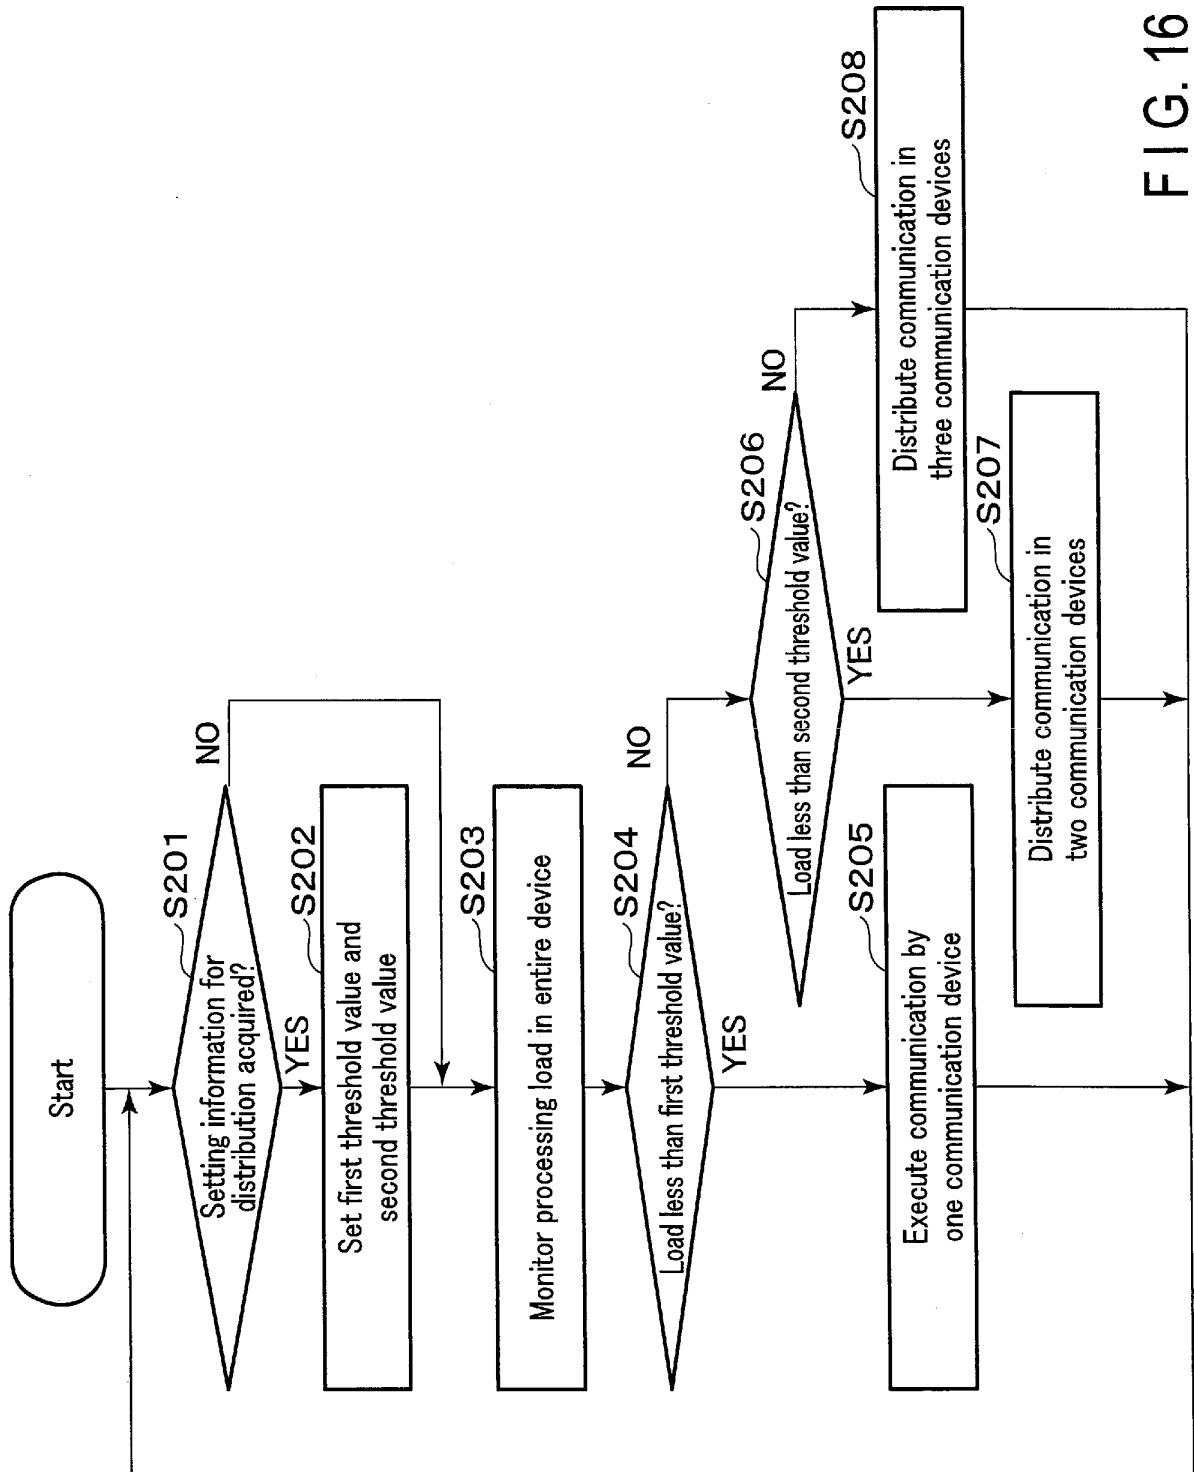 Start
S201
Setting information for
distribution acquired?
NO
YES
S202
Set first threshold value and
second threshold value
S203
Monitor processing load in entire device
S204
Load less than first threshold value?
NO
YES
S205
Execute communication by
one communication device
S206
Load less than second threshold value?
NO
YES
S207
Distribute communication in
two communication devices
S208
Distribute communication in
three communication devices
FIG. 16